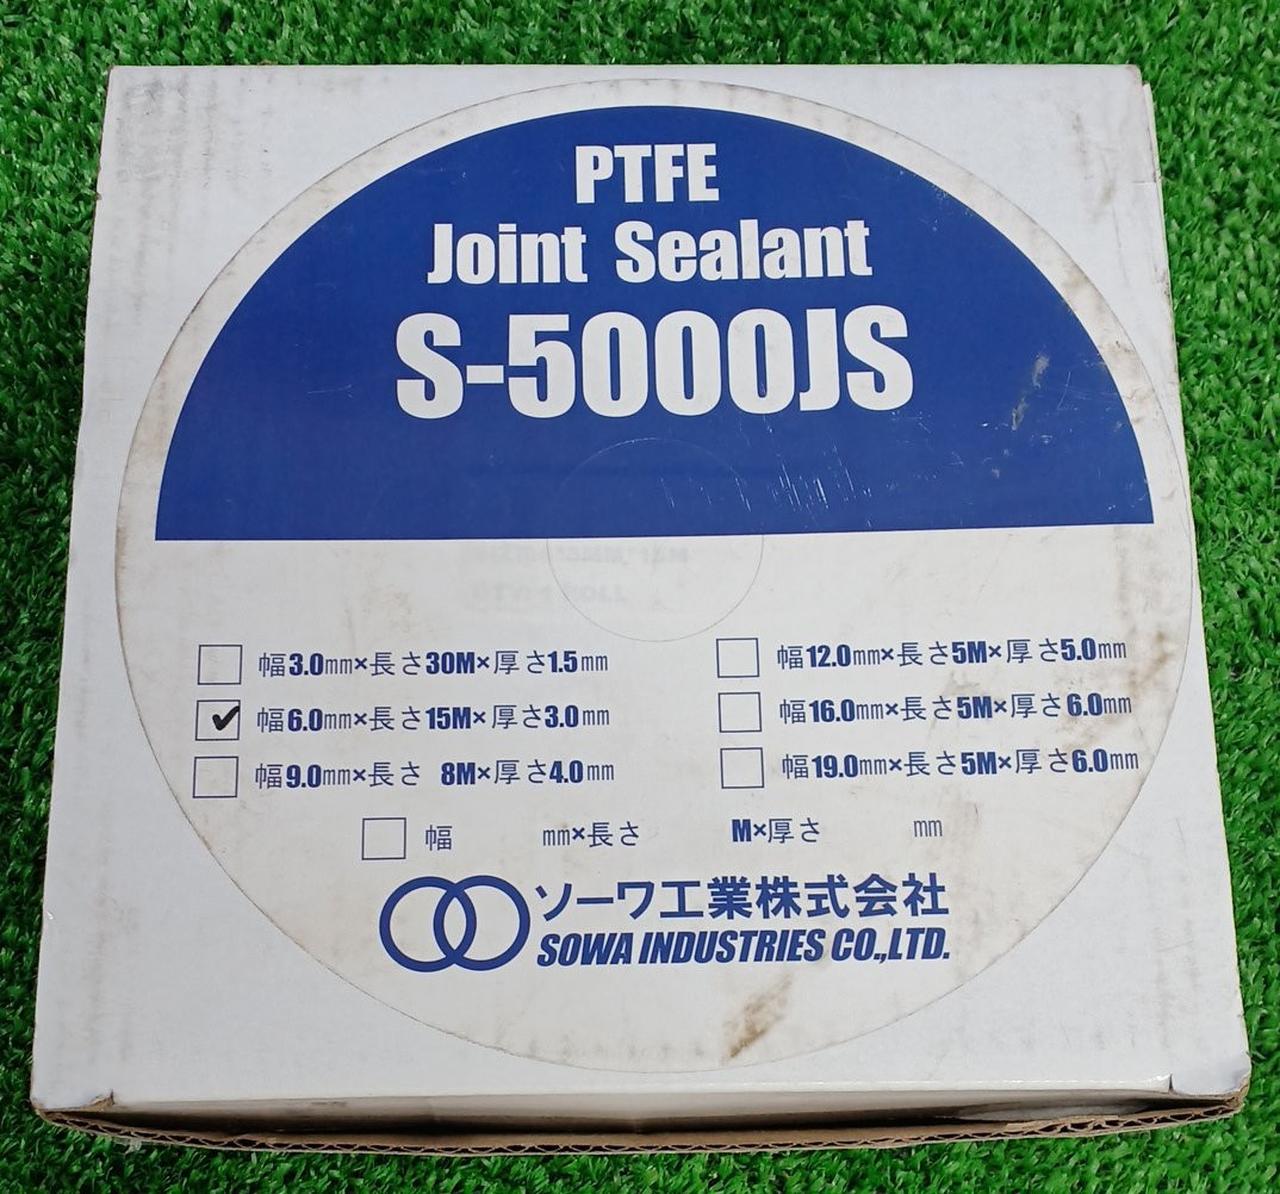 PTFE
Joint Sealant
S-5000JS
幅3.0mm×長さ30M×厚さ1.5mm
✔ 幅6.0mm×長さ15M×厚さ3.0mm
幅9.0mm×長さ 8M×厚さ4.0mm
幅12.0mm×長さ5M×厚さ5.0mm
幅16.0mm×長さ5M×厚さ6.0mm
幅19.0mm×長さ5M×厚さ6.0mm
幅 mm×長さ M×厚さ mm
ソーワ工業株式会社
SOWA INDUSTRIES CO.,LTD.